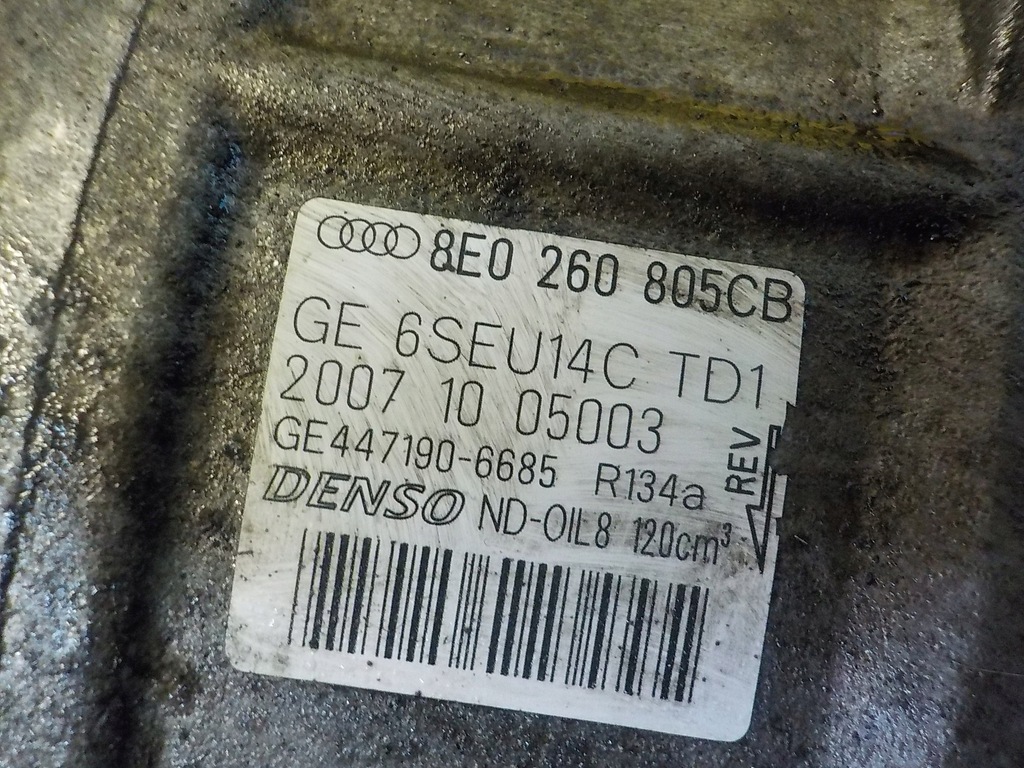 8E0 260 805CB
GE 6SEU14C TD1
2007 10 05003
GE447190-6685 R134a
DENSO ND-OIL8 120cm³
REV